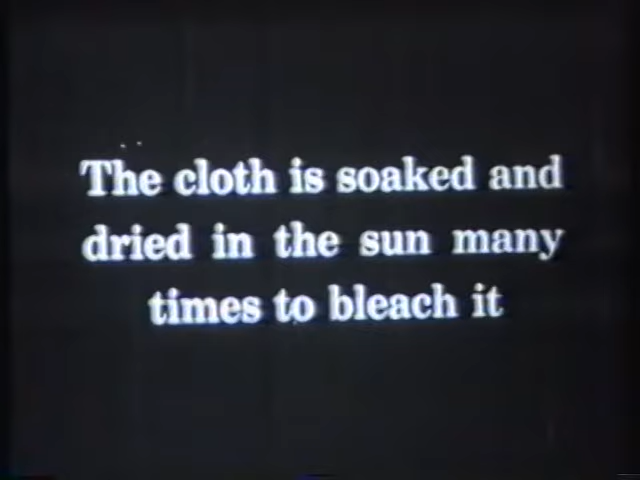 The cloth is soaked and
dried in the sun many
times to bleach it